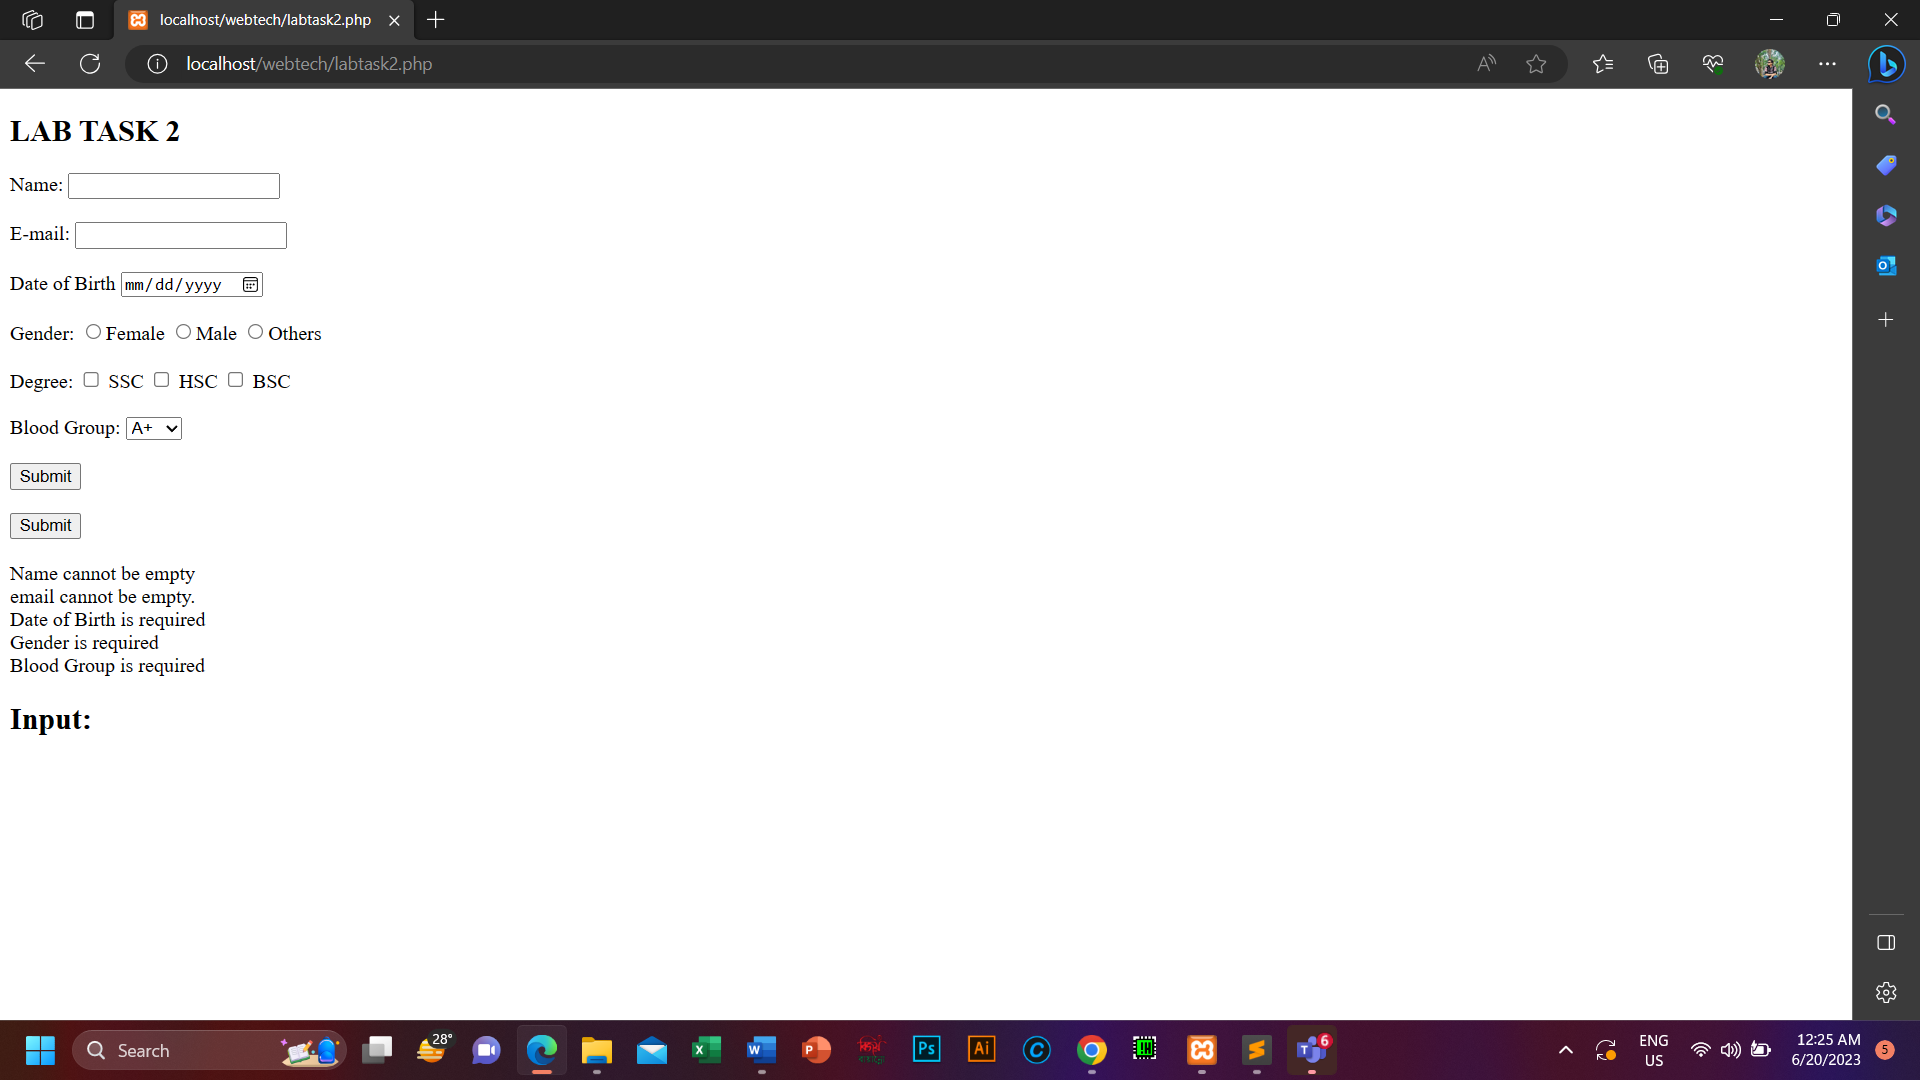 localhost/webtech/labtask2.php
localhost/webtech/labtask2.php
LAB TASK 2
Name:
E-mail:
Date of Birth mm/dd/yyyy
Gender: Female Male Others
Degree: SSC HSC BSC
Blood Group: A+
Submit
Submit
Name cannot be empty
email cannot be empty.
Date of Birth is required
Gender is required
Blood Group is required
Input:
Search
28°
Ps
Ai
6
ENG
US
12:25 AM
6/20/2023
5